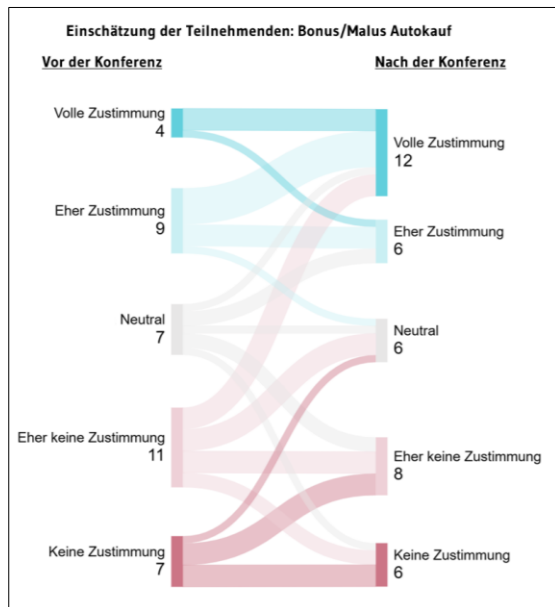 Einschätzung der Teilnehmenden: Bonus/Malus Autokauf
Vor der Konferenz
Nach der Konferenz
Volle Zustimmung
4
Eher Zustimmung
9
Neutral
7
Eher keine Zustimmung
11
Keine Zustimmung
7
Volle Zustimmung
12
Eher Zustimmung
6
Neutral
6
Eher keine Zustimmung
8
Keine Zustimmung
6